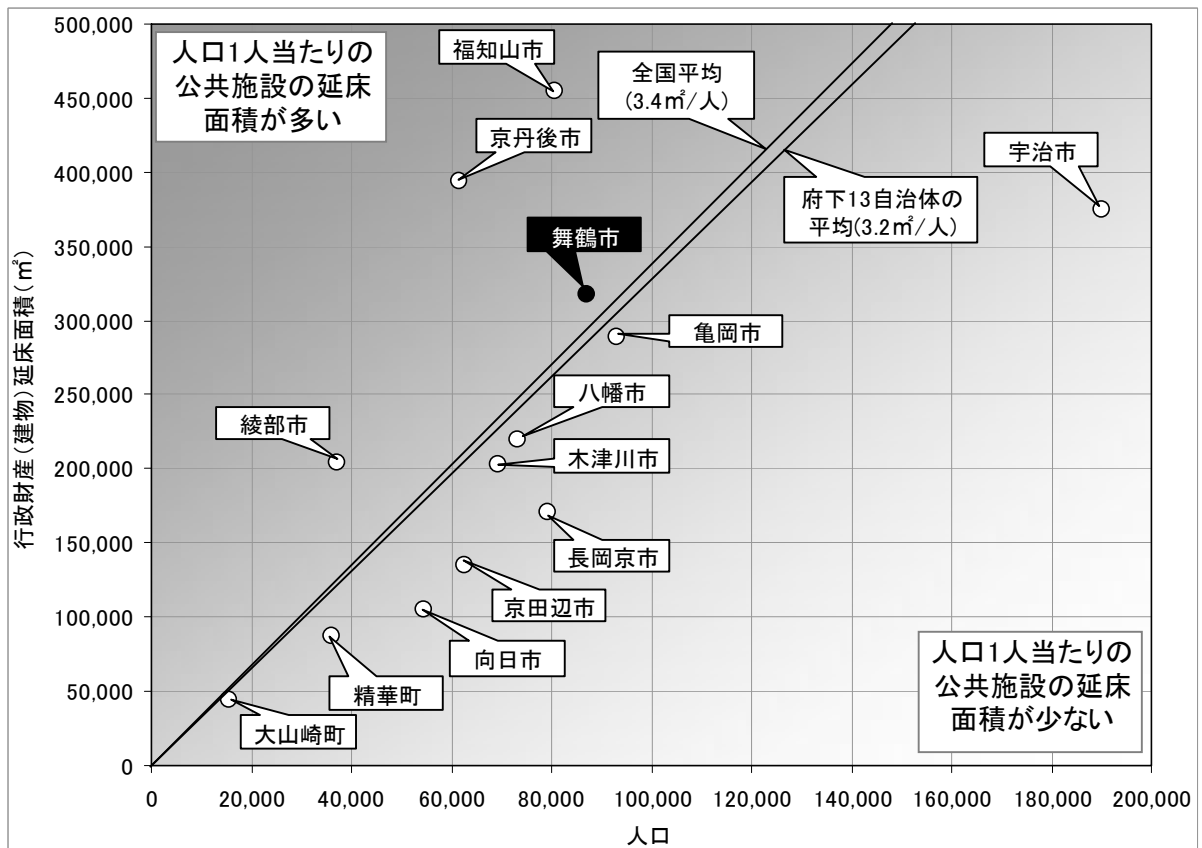 500,000
450,000
400,000
350,000
300,000
250,000
200,000
150,000
100,000
50,000
0
行政財産(建物)延床面積(㎡)
人口1人当たりの
公共施設の延床
面積が多い
福知山市
全国平均
(3.4㎡/人)
京丹後市
宇治市
府下13自治体の
平均(3.2㎡/人)
舞鶴市
亀岡市
八幡市
綾部市
木津川市
長岡京市
京田辺市
向日市
精華町
大山崎町
人口1人当たりの
公共施設の延床
面積が少ない
0
20,000
40,000
60,000
80,000
100,000
120,000
140,000
160,000
180,000
200,000
人口